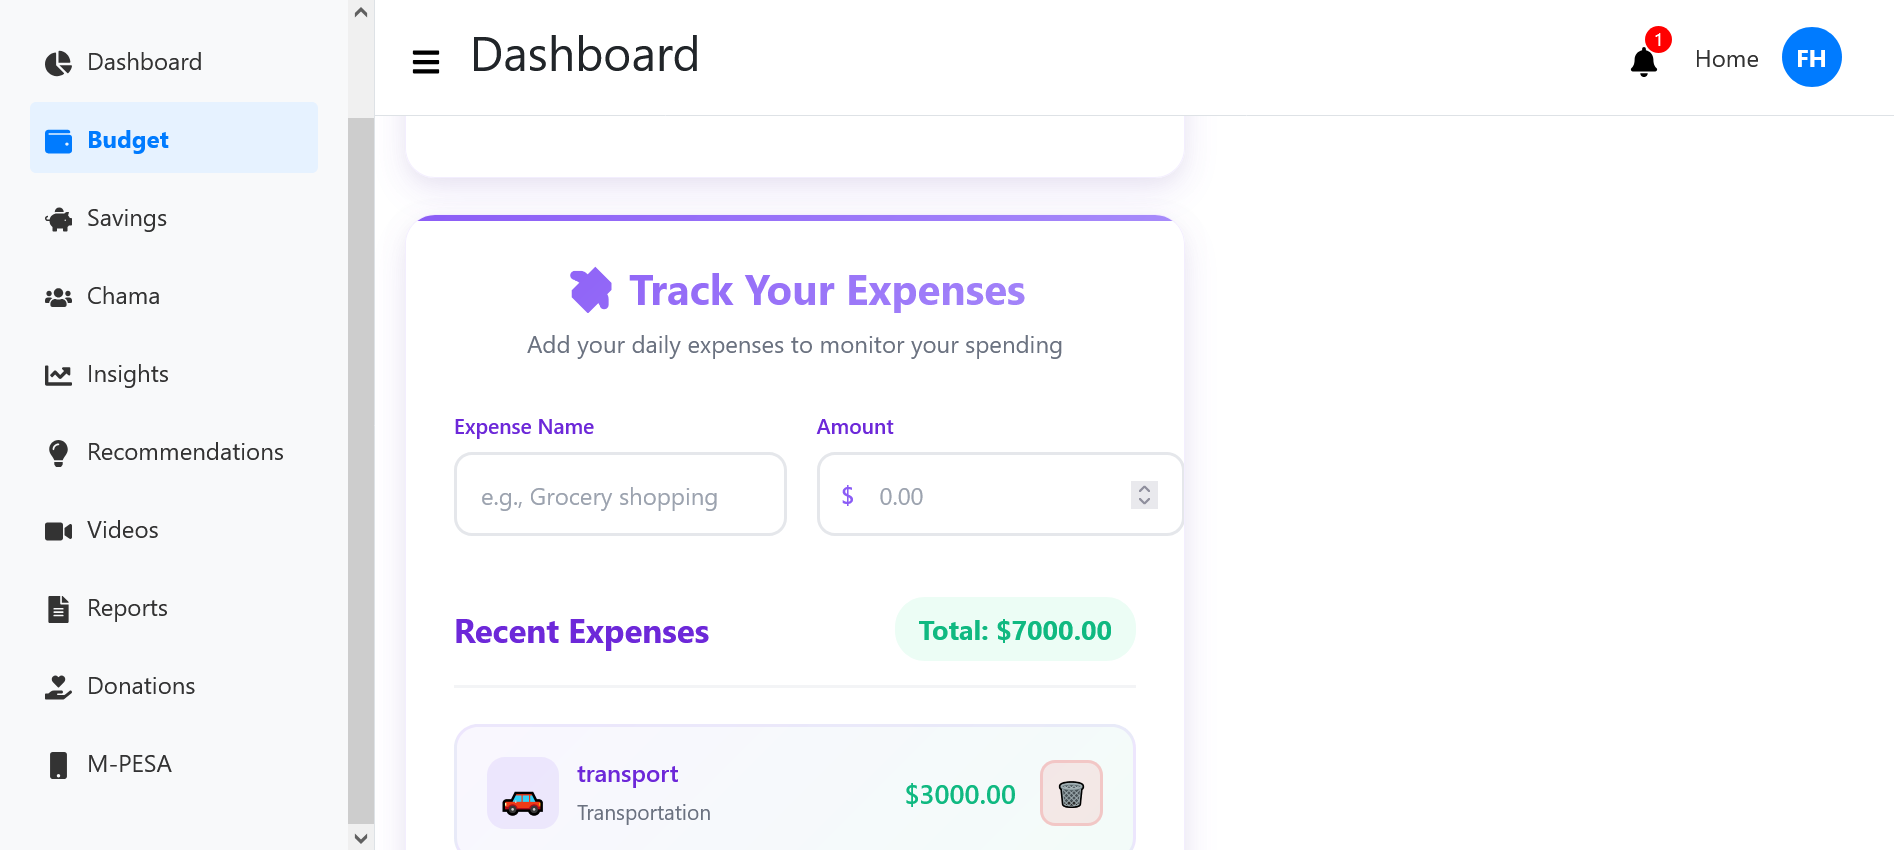 Dashboard
Budget
Savings
Chama
Insights
Recommendations
Videos
Reports
Donations
M-PESA
Dashboard
1
Home
FH
Track Your Expenses
Add your daily expenses to monitor your spending
Expense Name
Amount
e.g., Grocery shopping
$ 0.00
Recent Expenses
Total: $7000.00
transport
Transportation
$3000.00